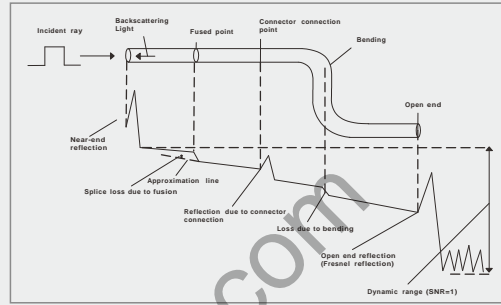 Incident ray
Backscattering
Light
Fused point
Connector connection
point
Bending
Open end
Near-end
reflection
Approximation line
Splice loss due to fusion
Reflection due to connector
connection
Loss due to bending
Open end reflection
(Fresnel reflection)
Dynamic range (SNR=1)
com